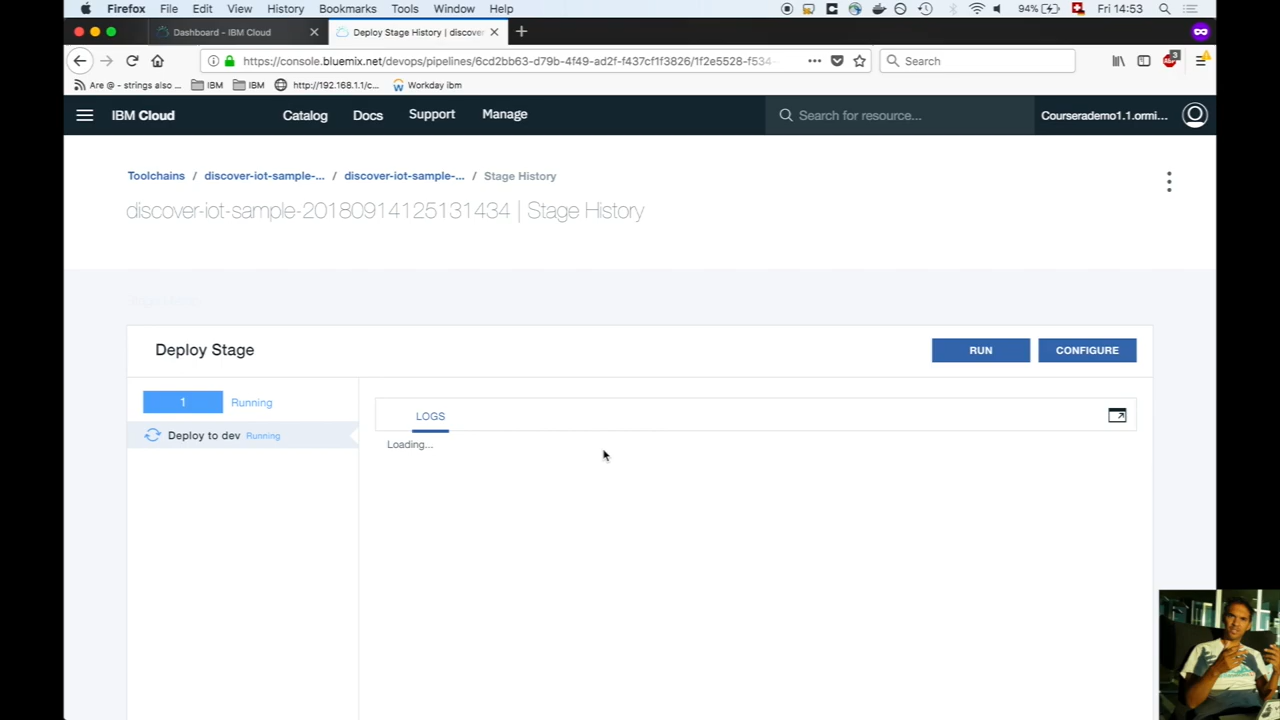 Firefox File Edit View History Bookmarks Tools Window Help 94% Fri 14:53
Dashboard - IBM Cloud Deploy Stage History | discover
https://console.bluemix.net/devops/pipelines/6cd2bb63-d79b-4f49-ad2f-f437cf1f3826/1f2e5528-f534- Search
Are @ - strings also ... IBM IBM http://192.168.1.1/c... Workday ibm
IBM Cloud Catalog Docs Support Manage Search for resource... Courserademo1.1.ormi...
Toolchains / discover-iot-sample-... / discover-iot-sample-... / Stage History
discover-iot-sample-20180914125131434 | Stage History
Deploy Stage RUN CONFIGURE
1 Running
LOGS
Deploy to dev Running
Loading...